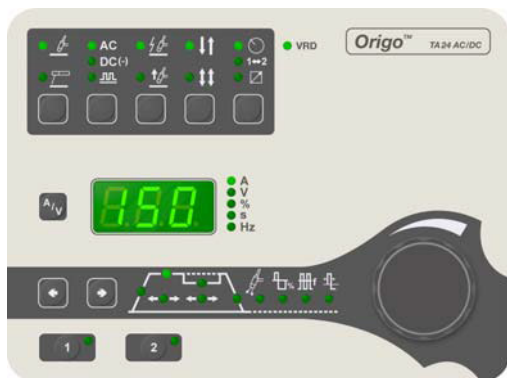 AC
VRD
Origo™ TA24 AC/DC
DC(-)
1↔2
A/V
150
A
V
%
s
Hz
% f
1
2